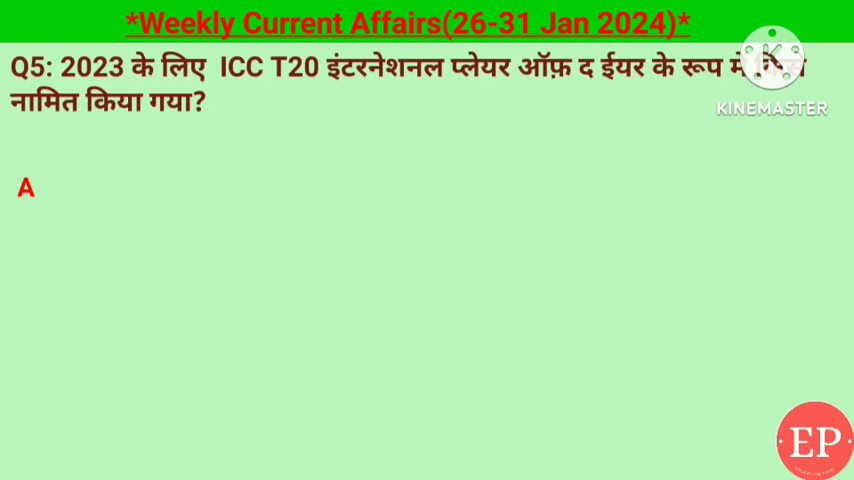 *Weekly Current Affairs(26-31 Jan 2024)*
Q5: 2023 के लिए ICC T20 इंटरनेशनल प्लेयर ऑफ़ द ईयर के रूप में किसे
नामित किया गया?
KINEMASTER
A
EP